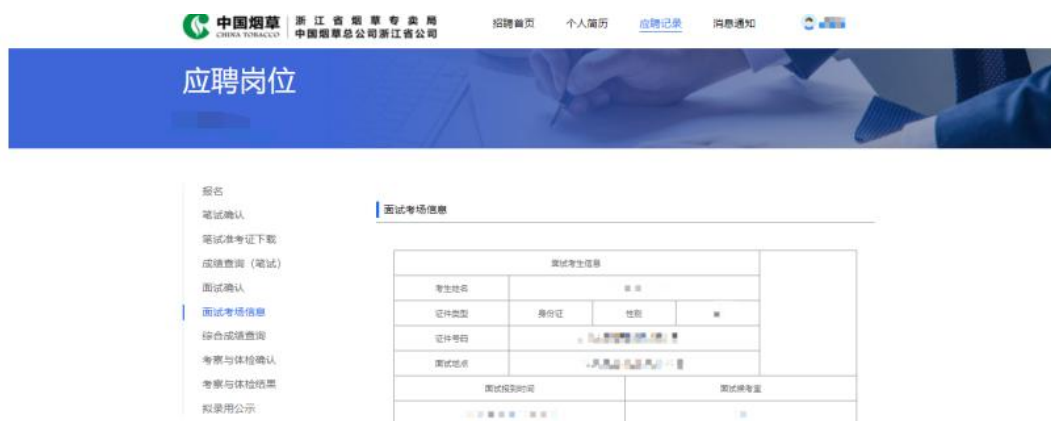 中国烟草
CHINA TOBACCO
浙江省烟草专卖局
中国烟草总公司浙江省公司
招聘首页 个人简历 应聘记录 消息通知
应聘岗位
报名
笔试确认
笔试准考证下载
成绩查询（笔试）
面试确认
面试考场信息
综合成绩查询
考察与体检确认
考察与体检结果
拟录用公示
面试考场信息
面试考生信息
考生姓名
证件类型 身份证 性别
证件号码
面试地点
面试报到时间 面试候考室